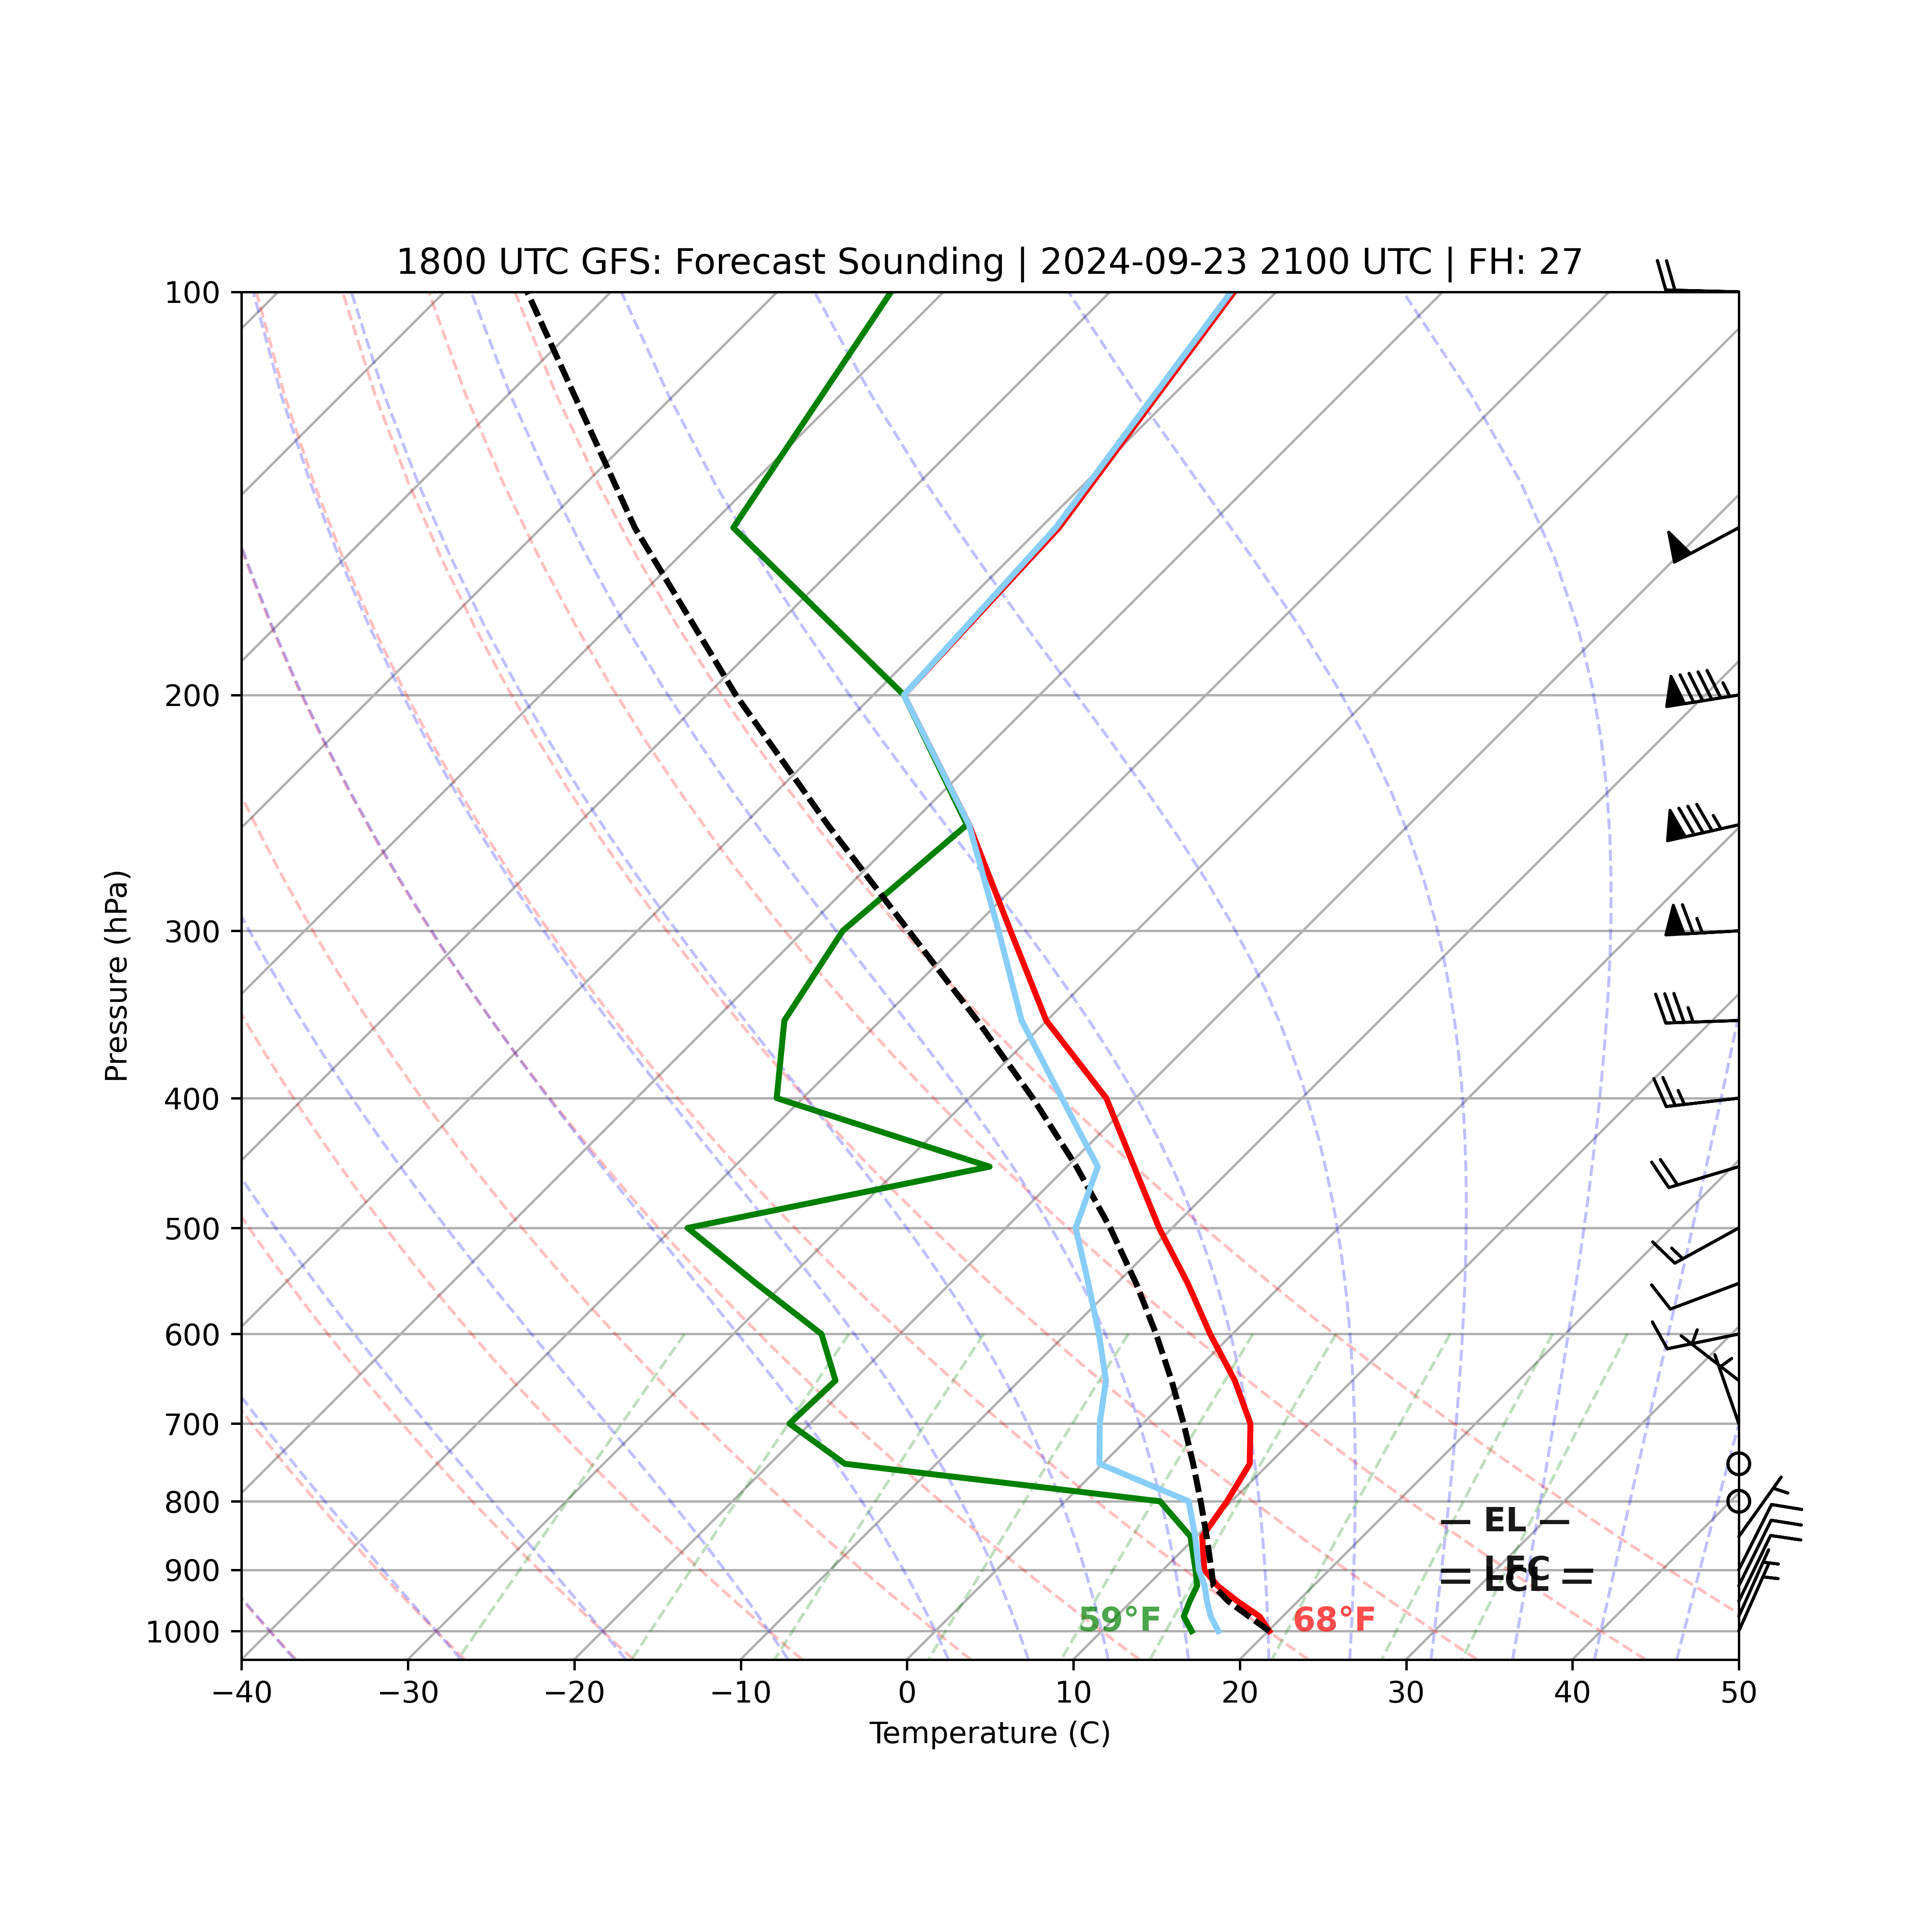 1800 UTC GFS: Forecast Sounding | 2024-09-23 2100 UTC | FH: 27
100
200
300
400
500
600
700
800
900
1000
Pressure (hPa)
— EL —
— LFC —
— LCL —
59°F
68°F
−40 −30 −20 −10 0 10 20 30 40 50
Temperature (C)